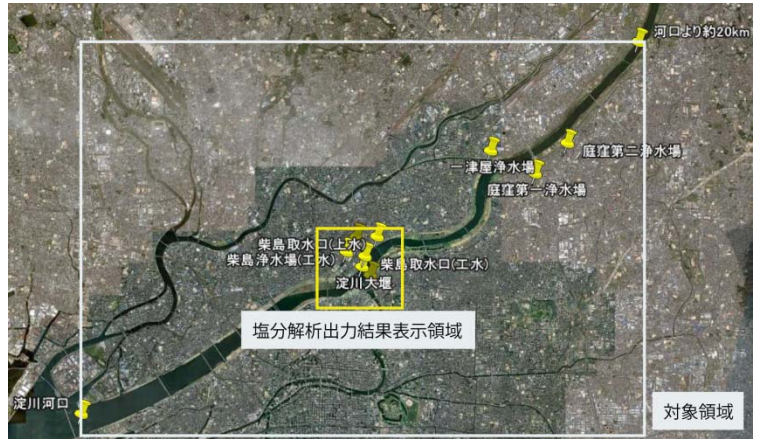 河口より約20km
庭窪第二浄水場
一津屋浄水場
庭窪第一浄水場
柴島取水口(上水)
柴島浄水場(工水)
柴島取水口(工水)
淀川大堰
塩分解析出力結果表示領域
淀川河口
対象領域